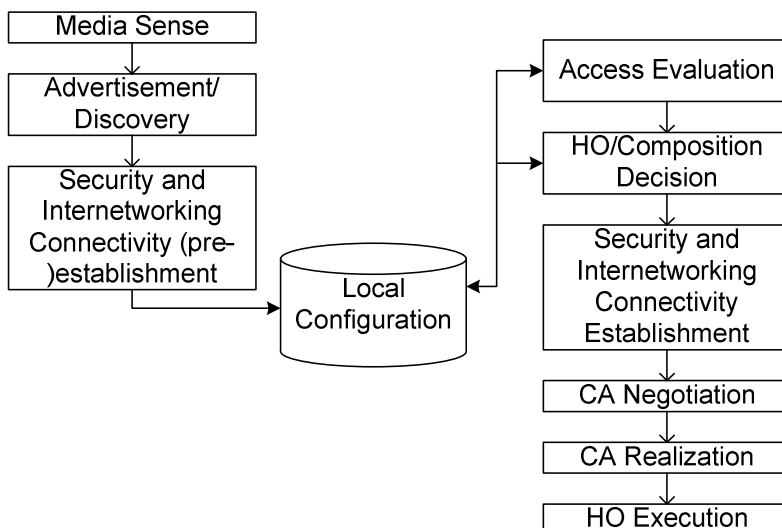 Media Sense
Advertisement/
Discovery
Security and
Internetworking
Connectivity (pre-
)establishment
Local
Configuration
Access Evaluation
HO/Composition
Decision
Security and
Internetworking
Connectivity
Establishment
CA Negotiation
CA Realization
HO Execution